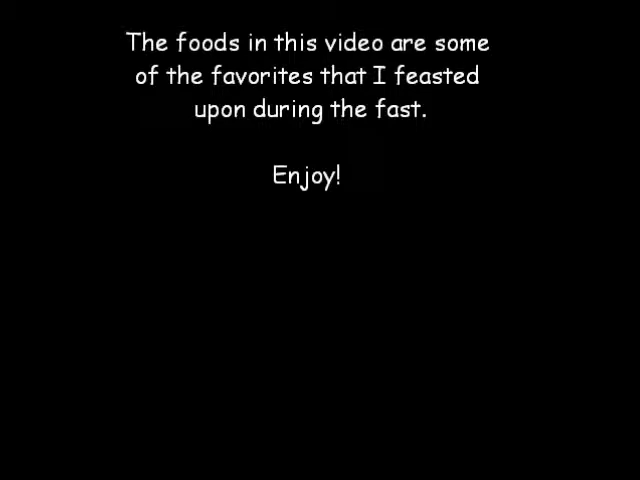 The foods in this video are some
of the favorites that I feasted
upon during the fast.
Enjoy!